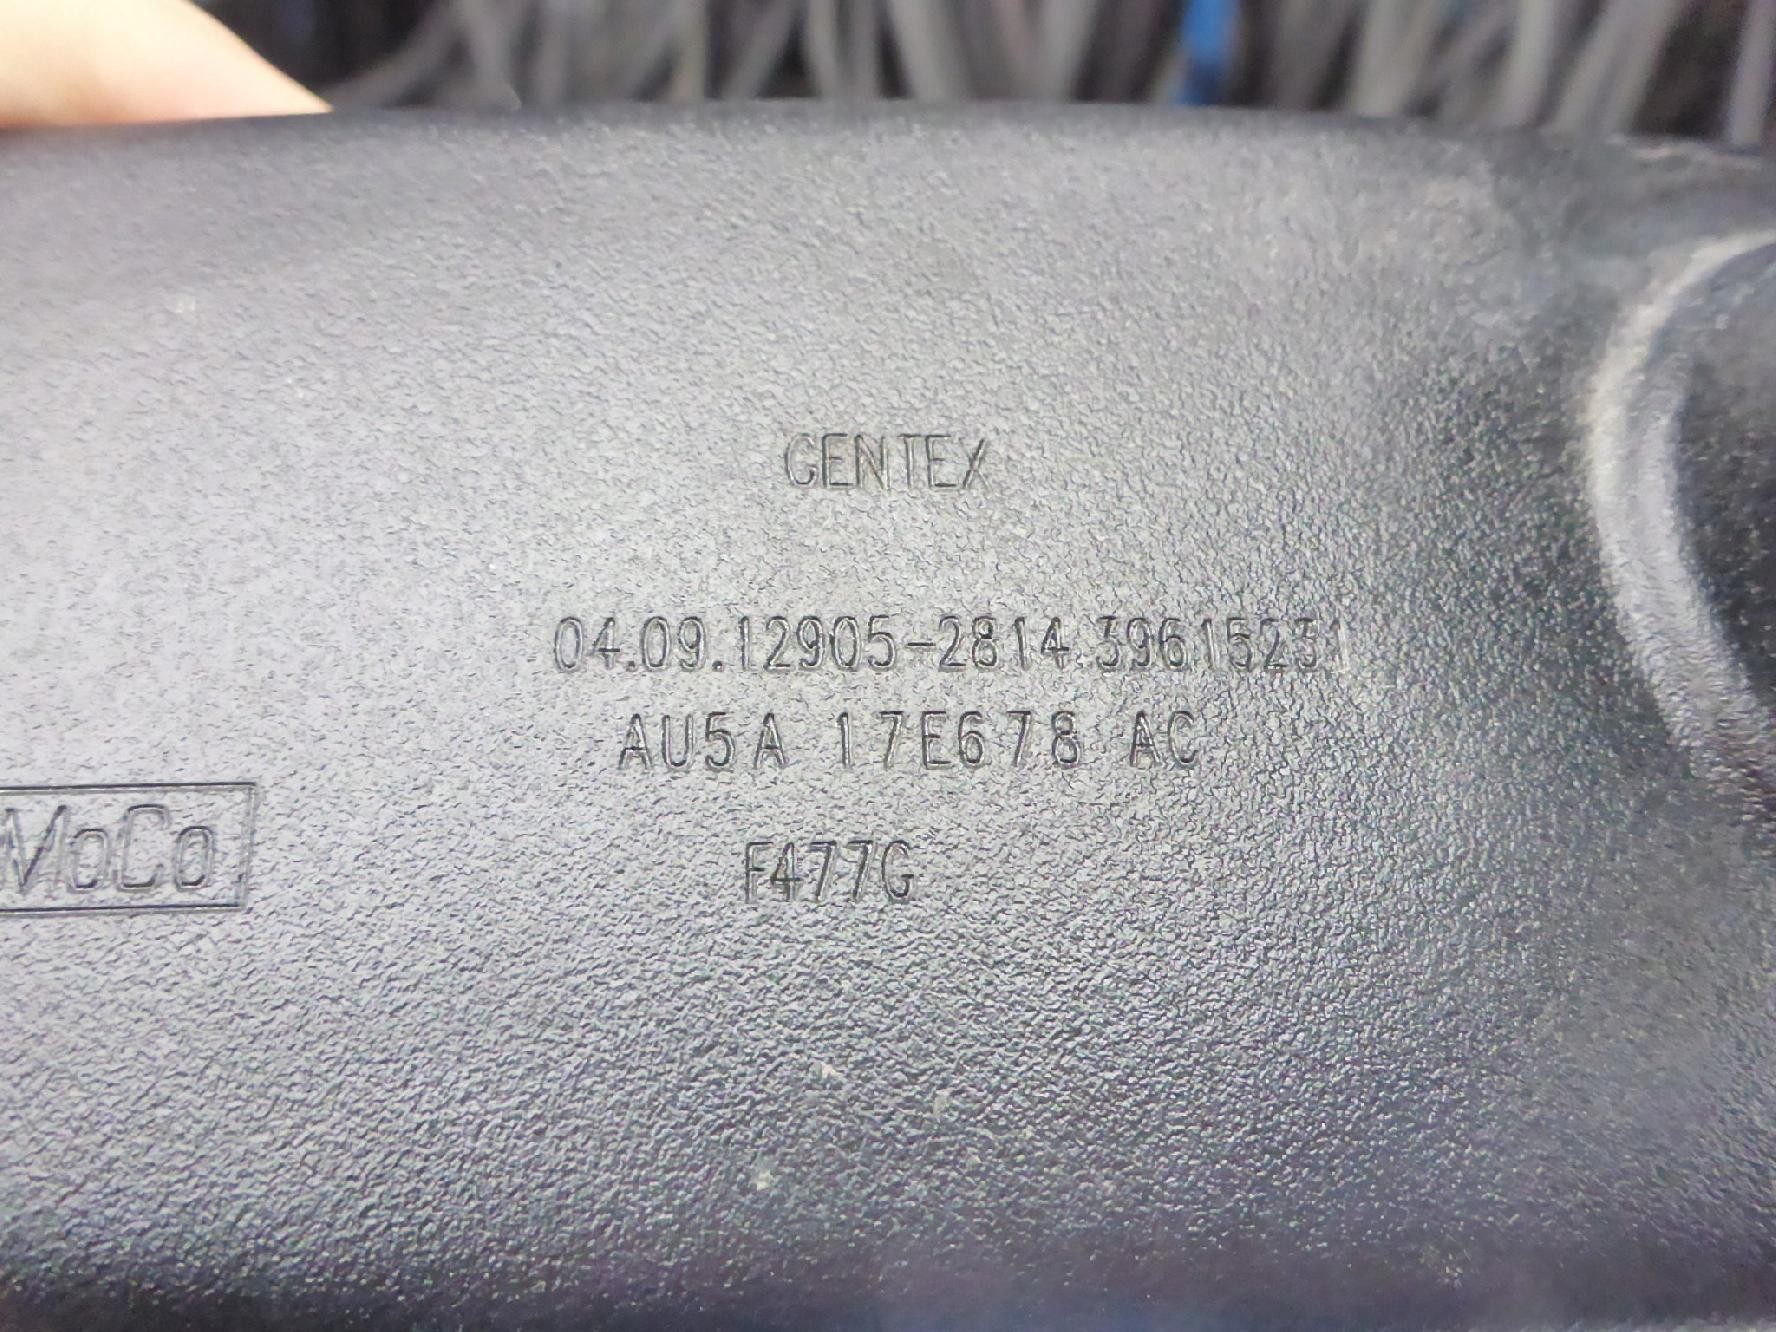 GENTEX
04.09.12905-2814.39615231
AU5A 17E678 AC
MoCo
F477G